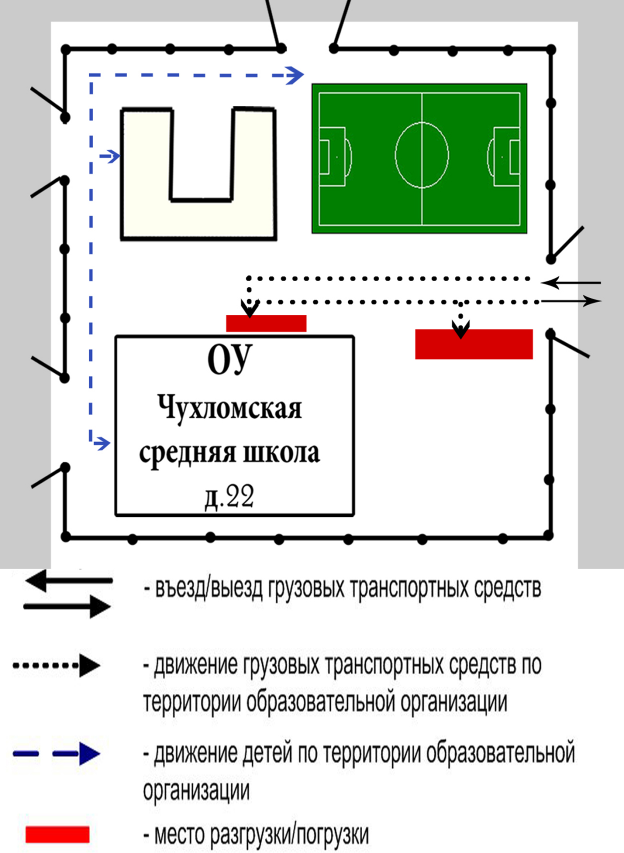 ОУ
Чухломская
средняя школа
д.22
- въезд/выезд грузовых транспортных средств
- движение грузовых транспортных средств по
территории образовательной организации
- движение детей по территории образовательной
организации
- место разгрузки/погрузки